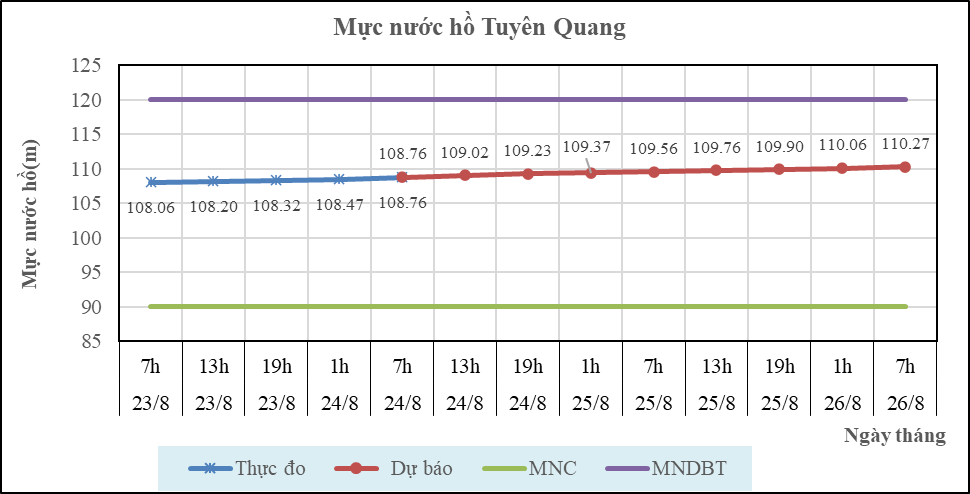 Mực nước hồ Tuyên Quang
Mực nước hồ(m)
125
120
115
110
105
100
95
90
85
108.76 109.02 109.23 109.37 109.56 109.76 109.90 110.06 110.27
108.06 108.20 108.32 108.47 108.76
7h 13h 19h 1h 7h 13h 19h 1h 7h 13h 19h 1h 7h
23/8 23/8 23/8 24/8 24/8 24/8 24/8 25/8 25/8 25/8 25/8 26/8 26/8
Ngày tháng
Thực đo Dự báo MNC MNDBT